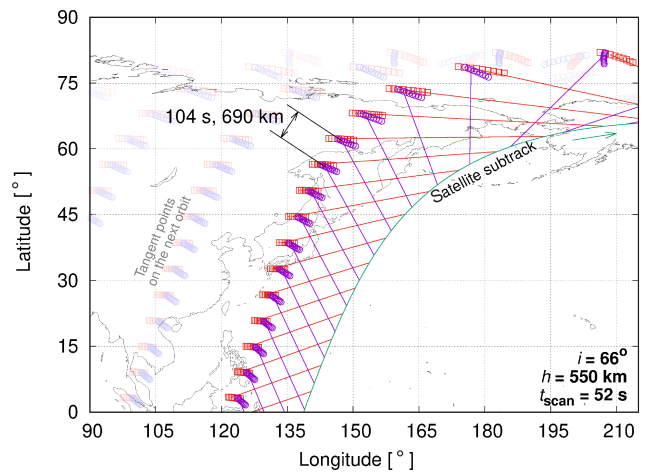 90
75
60
45
30
15
0
Latitude [ ° ]
104 s, 690 km
Satellite subtrack
Tangent points
on the next orbit
i = 66°
h = 550 km
tscan = 52 s
90 105 120 135 150 165 180 195 210
Longitude [ ° ]